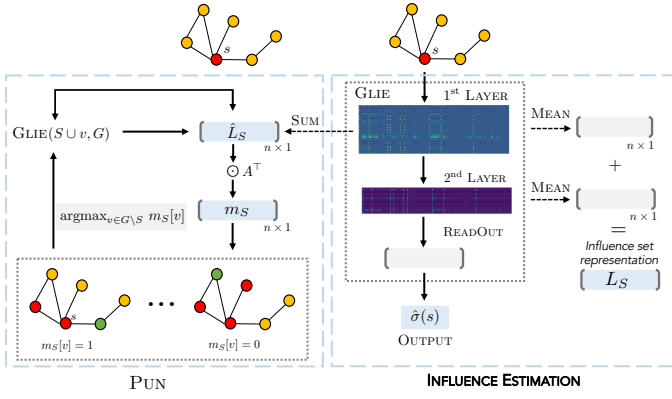 s
s
GLIE
1st LAYER
SUM
MEAN
GLIE(S ∪ v, G)
L̂_S
n × 1
n × 1
⊙ A^⊤
+
2nd LAYER
MEAN
argmax_{v∈G\S} m_S[v]
m_S
n × 1
n × 1
READOUT
=
Influence set
representation
L_S
s
m_S[v] = 1
m_S[v] = 0
σ̂(s)
OUTPUT
PUN
INFLUENCE ESTIMATION